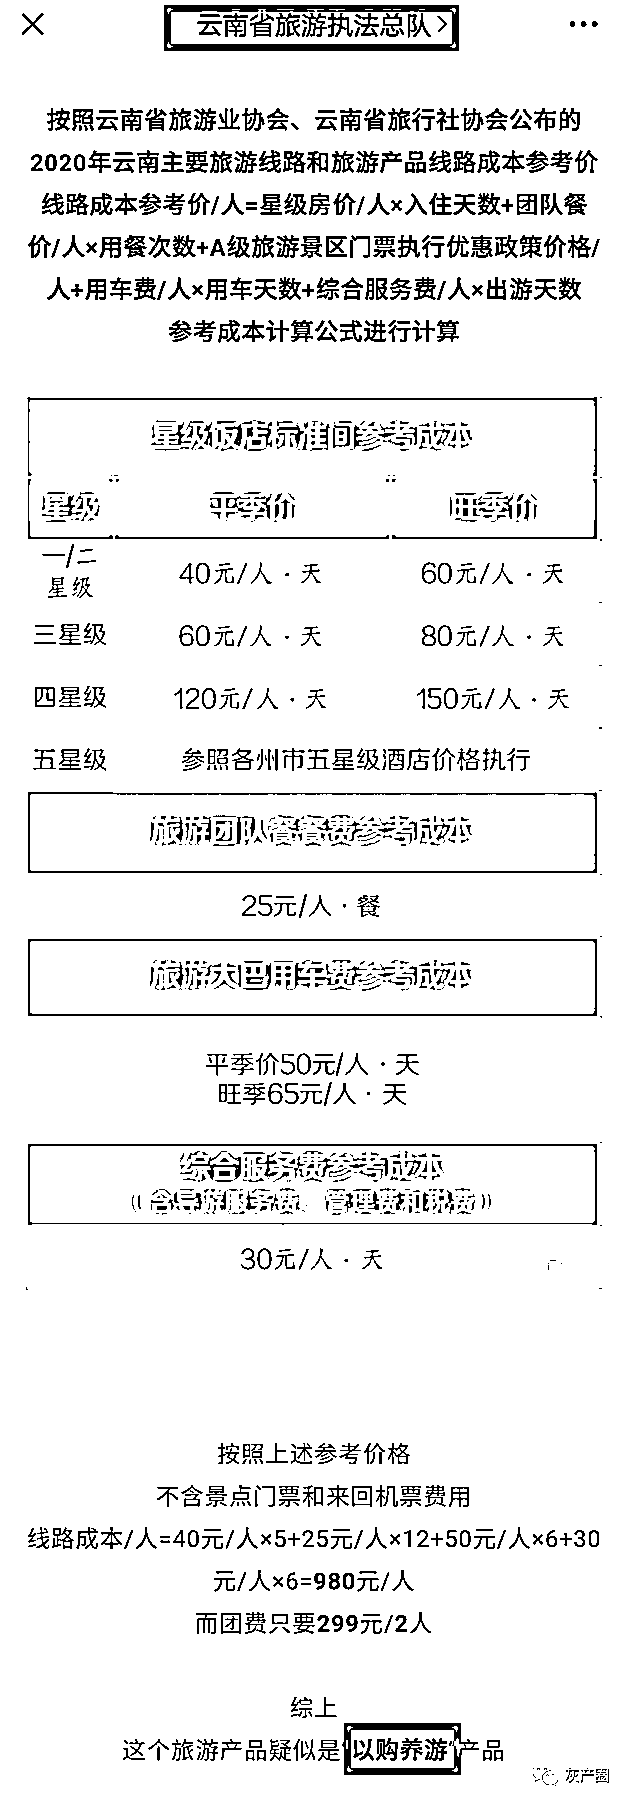 云南省旅游执法总队
按照云南省旅游业协会、云南省旅行社协会公布的
2020年云南主要旅游线路和旅游产品线路成本参考价
线路成本参考价/人=星级房价/人×入住天数+团队餐
价/人×用餐次数+A级旅游景区门票执行优惠政策价格/
人+用车费/人×用车天数+综合服务费/人×出游天数
参考成本计算公式进行计算
星级饭店标准间参考成本
星级 平季价 旺季价
一/二
星级 40元/人·天 60元/人·天
三星级 60元/人·天 80元/人·天
四星级 120元/人·天 150元/人·天
五星级 参照各州市五星级酒店价格执行
旅游团队餐餐费参考成本
25元/人·餐
旅游大巴用车费参考成本
平季价50元/人·天
旺季65元/人·天
综合服务费参考成本
(含导游服务费、管理费和税费)
30元/人·天
按照上述参考价格
不含景点门票和来回机票费用
线路成本/人=40元/人×5+25元/人×12+50元/人×6+30
元/人×6=980元/人
而团费只要299元/2人
综上
这个旅游产品疑似是“以购养游”产品
灰产圈